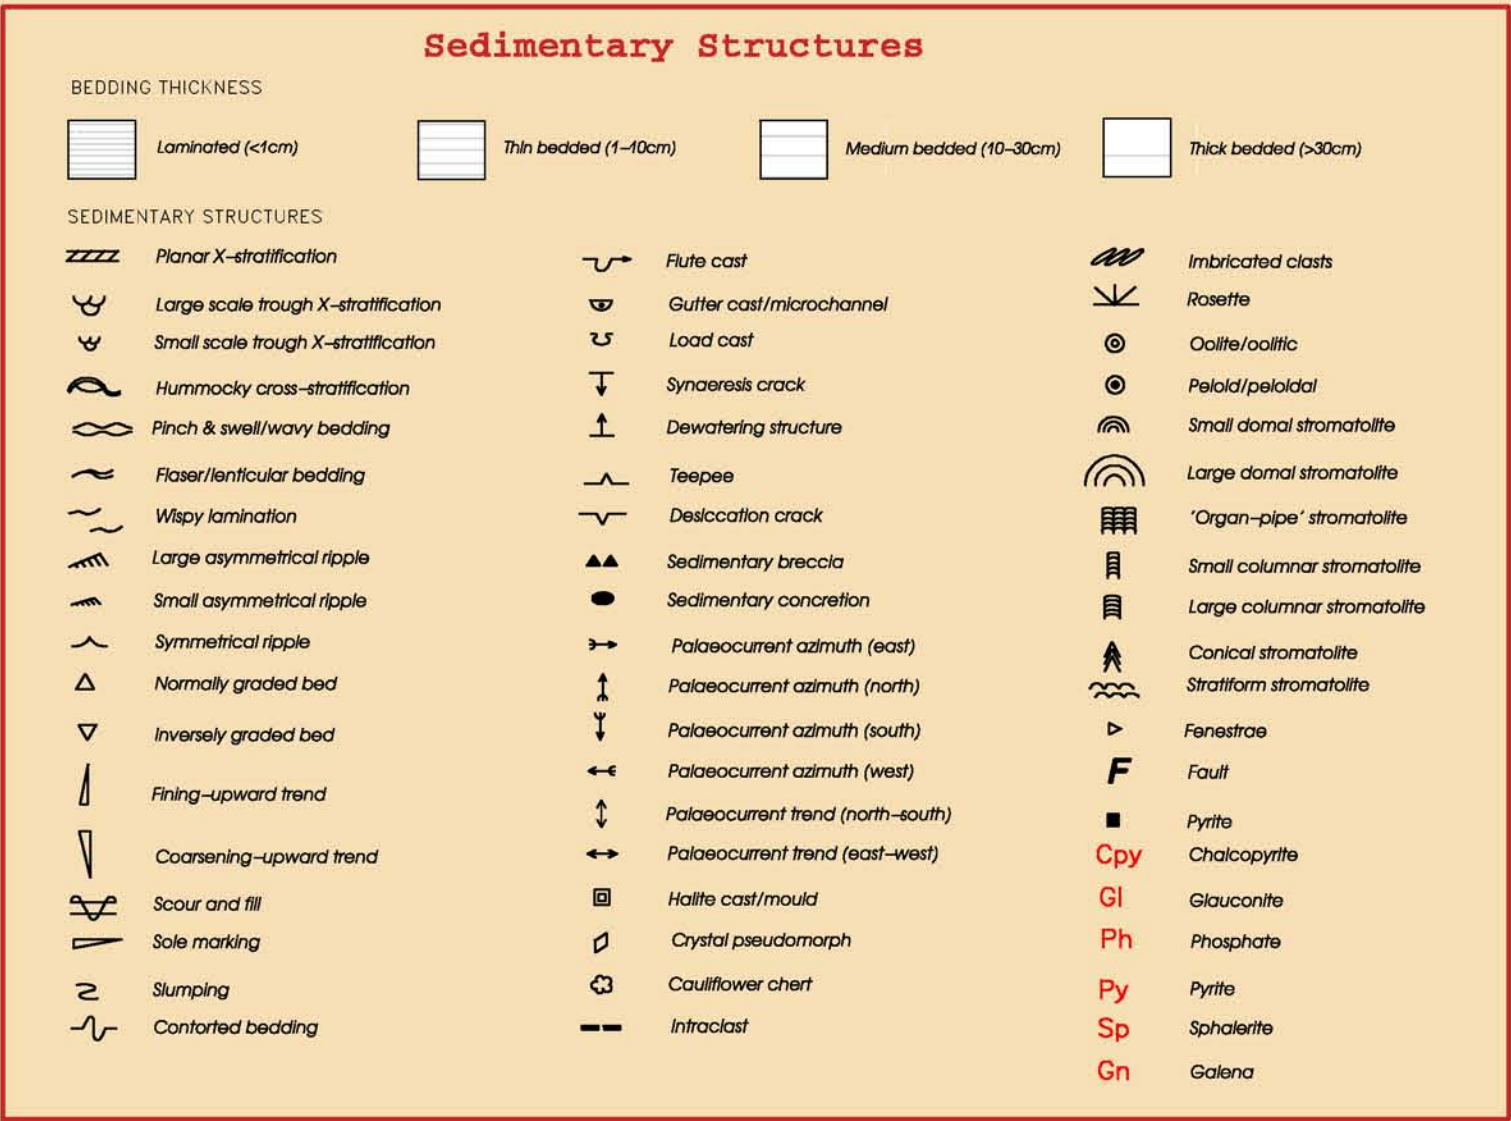 Sedimentary Structures
BEDDING THICKNESS
Laminated (<1cm)
Thin bedded (1–10cm)
Medium bedded (10–30cm)
Thick bedded (>30cm)
SEDIMENTARY STRUCTURES
Planar X–stratification
Large scale trough X–stratification
Small scale trough X–stratification
Hummocky cross–stratification
Pinch & swell/wavy bedding
Flaser/lenticular bedding
Wispy lamination
Large asymmetrical ripple
Small asymmetrical ripple
Symmetrical ripple
Normally graded bed
Inversely graded bed
Fining–upward trend
Coarsening–upward trend
Scour and fill
Sole marking
Slumping
Contorted bedding
Flute cast
Gutter cast/microchannel
Load cast
Synaeresis crack
Dewatering structure
Teepee
Desiccation crack
Sedimentary breccia
Sedimentary concretion
Palaeocurrent azimuth (east)
Palaeocurrent azimuth (north)
Palaeocurrent azimuth (south)
Palaeocurrent azimuth (west)
Palaeocurrent trend (north–south)
Palaeocurrent trend (east–west)
Halite cast/mould
Crystal pseudomorph
Cauliflower chert
Intraclast
Imbricated clasts
Rosette
Oolite/oolitic
Peloid/peloidal
Small domal stromatolite
Large domal stromatolite
'Organ–pipe' stromatolite
Small columnar stromatolite
Large columnar stromatolite
Conical stromatolite
Stratiform stromatolite
Fenestrae
F Fault
Pyrite
Cpy Chalcopyrite
Gl Glauconite
Ph Phosphate
Py Pyrite
Sp Sphalerite
Gn Galena